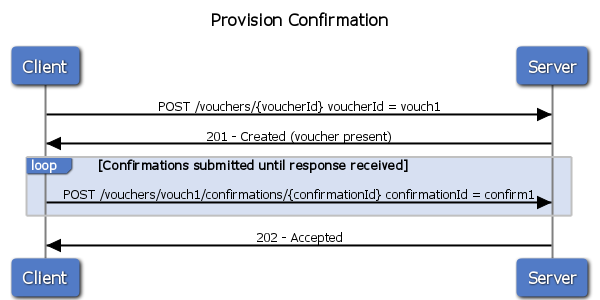 Provision Confirmation
Client
Server
POST /vouchers/{voucherId} voucherId = vouch1
201 - Created (voucher present)
loop [Confirmations submitted until response received]
POST /vouchers/vouch1/confirmations/{confirmationId} confirmationId = confirm1
202 - Accepted
Client
Server